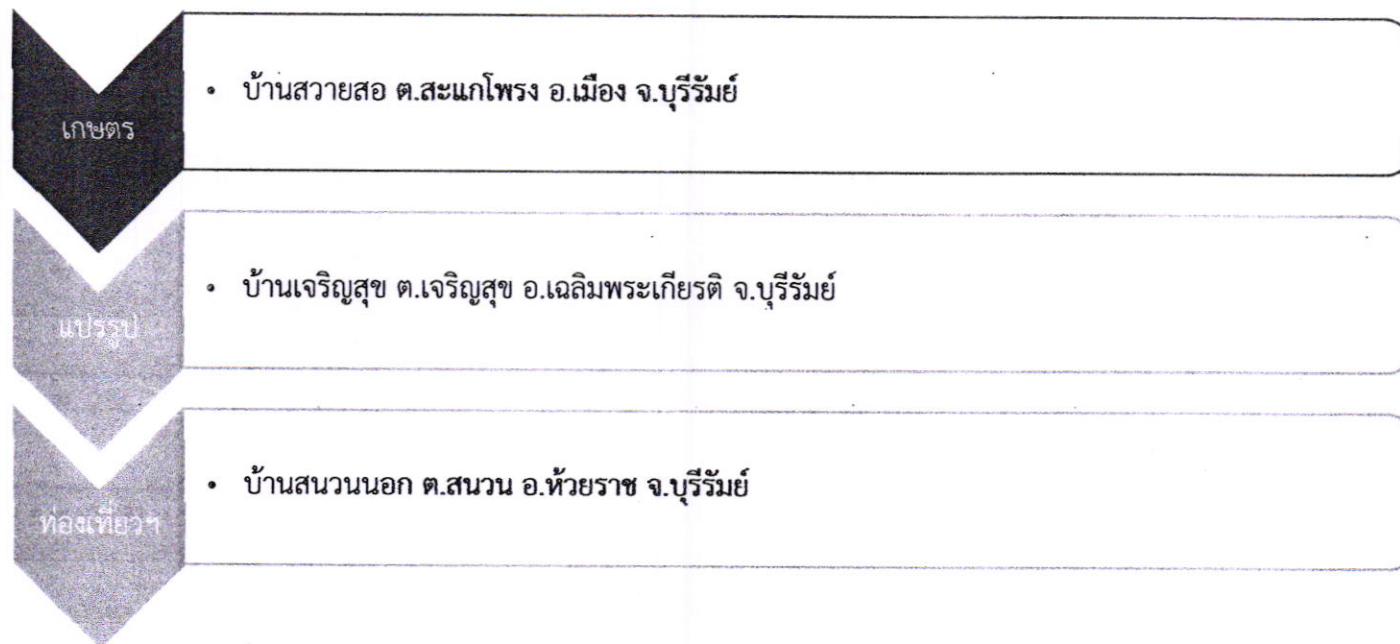 เกษตร
• บ้านสวายสอ ต.สะแกโพรง อ.เมือง จ.บุรีรัมย์
แปรรูป
• บ้านเจริญสุข ต.เจริญสุข อ.เฉลิมพระเกียรติ จ.บุรีรัมย์
ท่องเที่ยวฯ
• บ้านสนวนนอก ต.สนวน อ.ห้วยราช จ.บุรีรัมย์